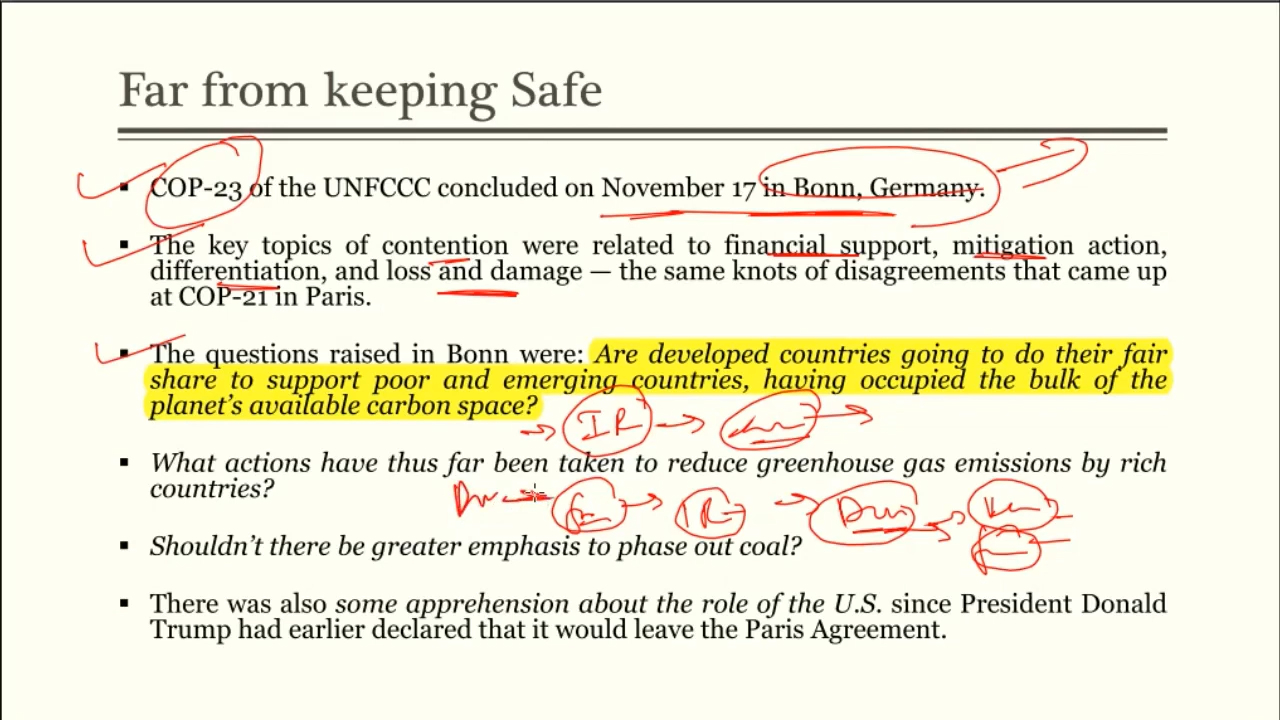 Far from keeping Safe
▪ COP-23 of the UNFCCC concluded on November 17 in Bonn, Germany.
▪ The key topics of contention were related to financial support, mitigation action,
differentiation, and loss and damage — the same knots of disagreements that came up
at COP-21 in Paris.
▪ The questions raised in Bonn were: Are developed countries going to do their fair
share to support poor and emerging countries, having occupied the bulk of the
planet's available carbon space?
IR
▪ What actions have thus far been taken to reduce greenhouse gas emissions by rich
countries?
IR
▪ Shouldn't there be greater emphasis to phase out coal?
▪ There was also some apprehension about the role of the U.S. since President Donald
Trump had earlier declared that it would leave the Paris Agreement.